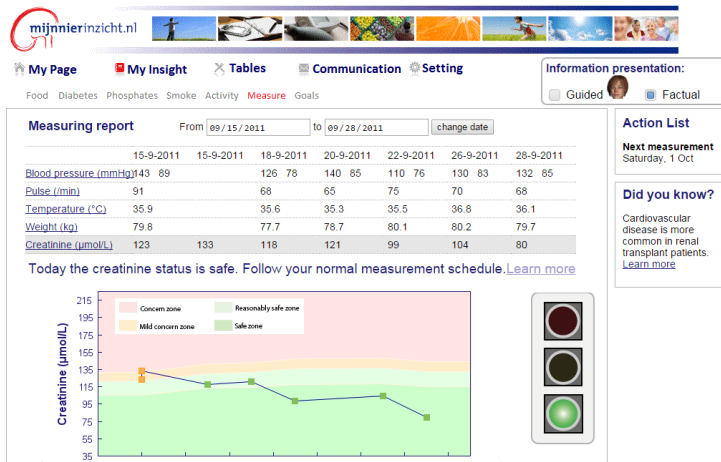 mijnnierinzicht.nl
My Page My Insight Tables Communication Setting
Food Diabetes Phosphates Smoke Activity Measure Goals
Information presentation:
Guided Factual
Measuring report From 09/15/2011 to 09/28/2011 change date
15-9-2011 15-9-2011 18-9-2011 20-9-2011 22-9-2011 26-9-2011 28-9-2011
Blood pressure (mmHg) 143 89 126 78 140 85 110 76 130 83 132 85
Pulse (/min) 91 68 65 75 70 68
Temperature (°C) 35.9 35.6 35.3 35.5 36.8 36.1
Weight (kg) 79.8 77.7 78.7 80.1 80.2 79.7
Creatinine (µmol/L) 123 133 118 121 99 104 80
Today the creatinine status is safe. Follow your normal measurement schedule. Learn more
Creatinine (µmol/L)
215
195
175
155
135
115
95
75
55
35
Concern zone Reasonably safe zone
Mild concern zone Safe zone
Action List
Next measurement
Saturday, 1 Oct
Did you know?
Cardiovascular
disease is more
common in renal
transplant patients.
Learn more